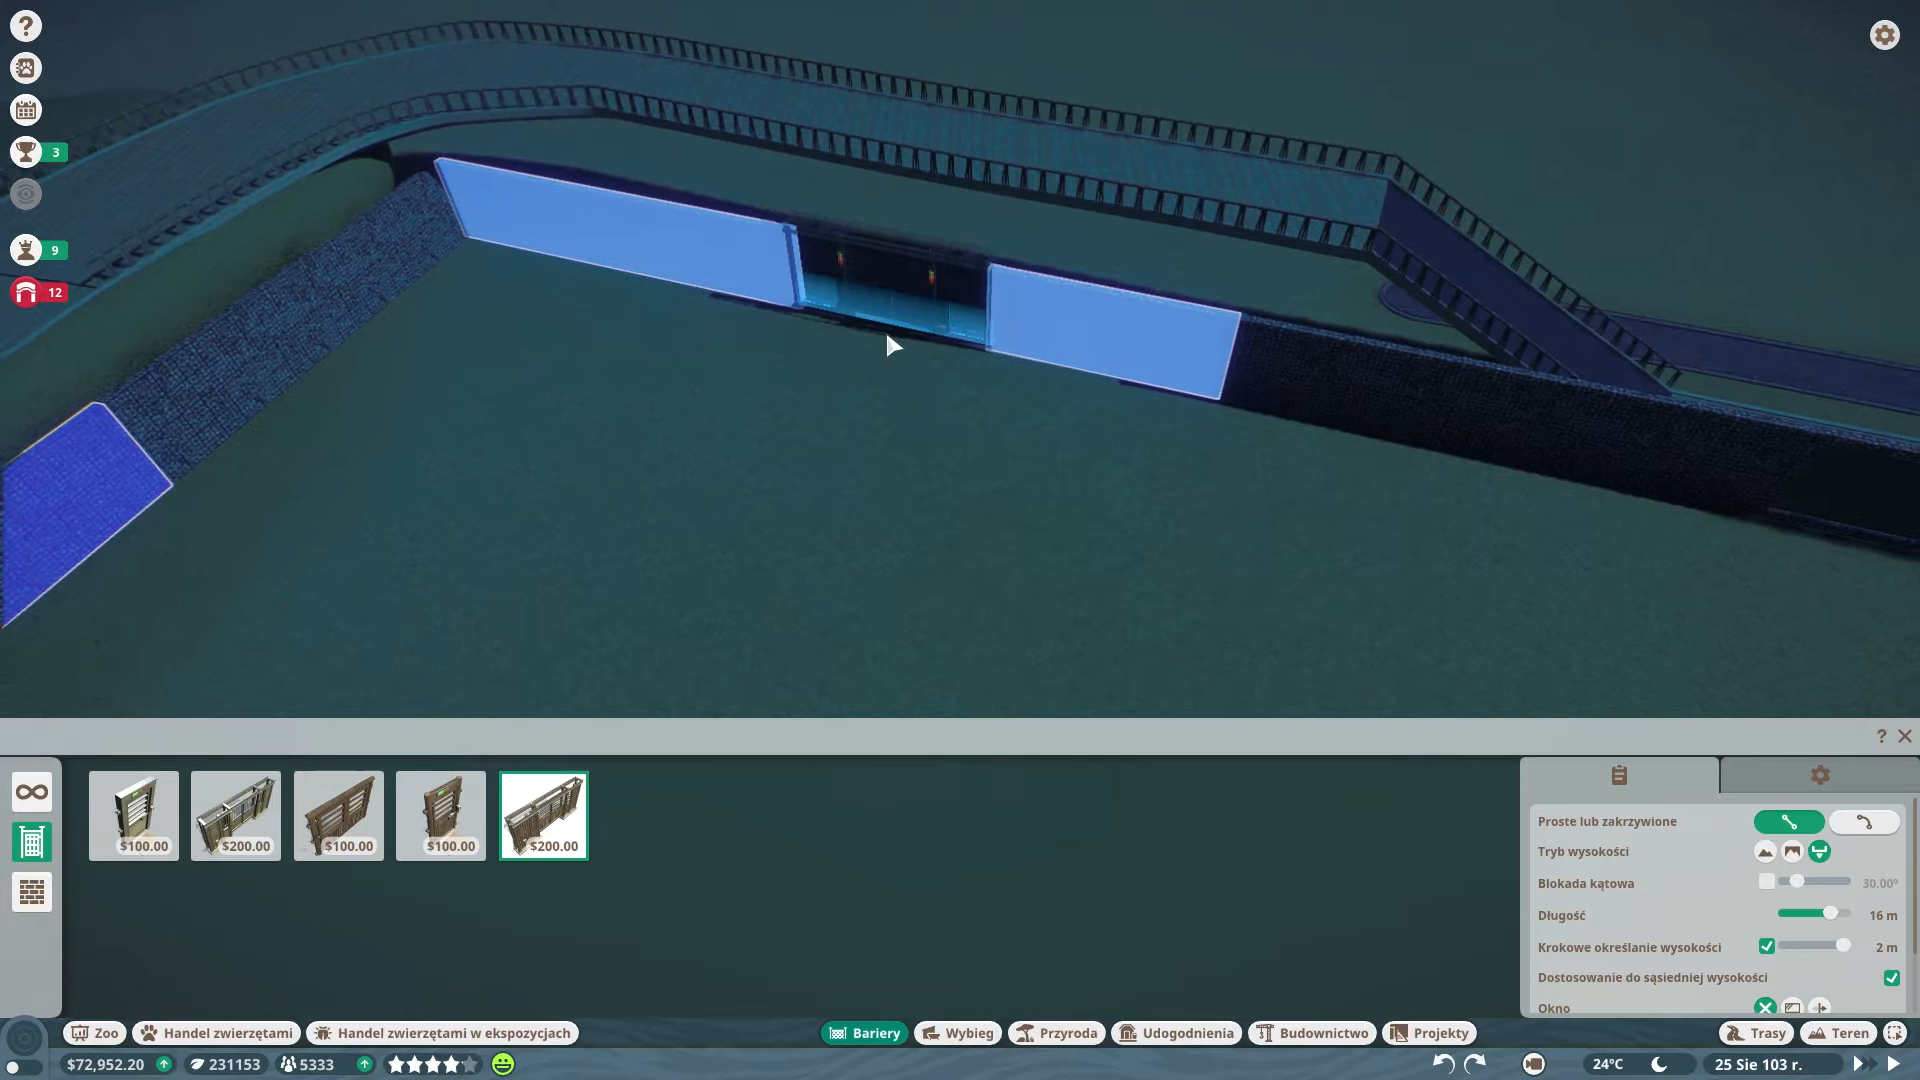 3
9
12
?
$100.00
$200.00
$100.00
$100.00
$200.00
Proste lub zakrzywione
Tryb wysokości
Blokada kątowa
30.00°
Długość
16 m
Krokowe określanie wysokości
2 m
Dostosowanie do sąsiedniej wysokości
Okno
Zoo
Handel zwierzętami
Handel zwierzętami w ekspozycjach
Bariery
Wybieg
Przyroda
Udogodnienia
Budownictwo
Projekty
Trasy
Teren
$72,952.20
231153
5333
24°C
25 Sie 103 r.